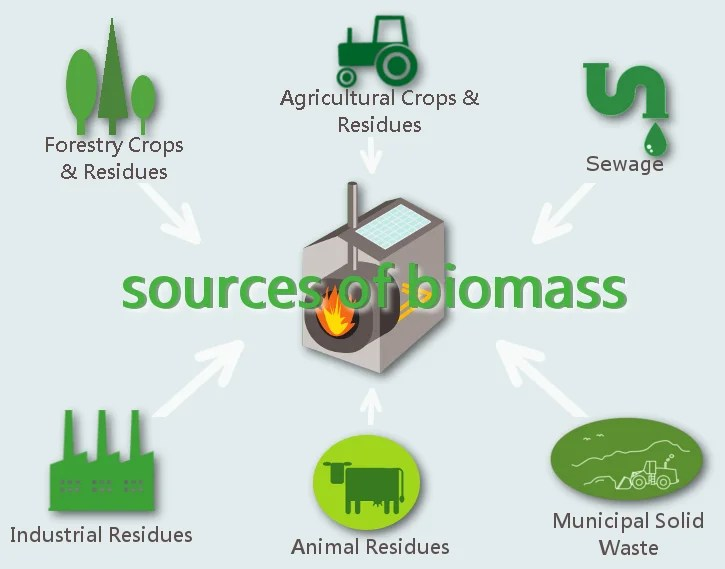 Agricultural Crops &
Residues
Forestry Crops
& Residues
Sewage
sources of biomass
Industrial Residues
Animal Residues
Municipal Solid
Waste